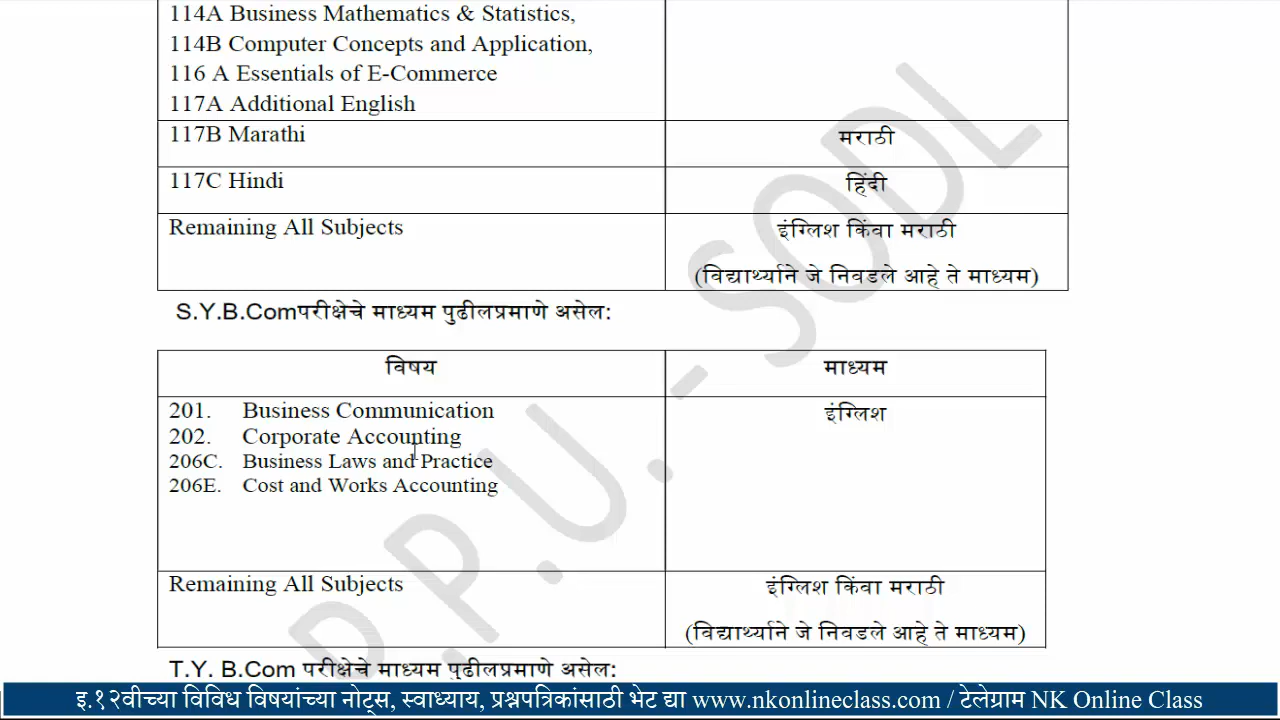 114A Business Mathematics & Statistics,
114B Computer Concepts and Application,
116 A Essentials of E-Commerce
117A Additional English
117B Marathi मराठी
117C Hindi हिंदी
Remaining All Subjects इंग्लिश किंवा मराठी
(विद्यार्थ्याने जे निवडले आहे ते माध्यम)
S.Y.B.Comपरीक्षेचे माध्यम पुढीलप्रमाणे असेल:
विषय माध्यम
201. Business Communication इंग्लिश
202. Corporate Accounting
206C. Business Laws and Practice
206E. Cost and Works Accounting
Remaining All Subjects इंग्लिश किंवा मराठी
(विद्यार्थ्याने जे निवडले आहे ते माध्यम)
T.Y. B.Com परीक्षेचे माध्यम पुढीलप्रमाणे असेल:
P.P.U.-SODL
इ.१२वीच्या विविध विषयांच्या नोट्स, स्वाध्याय, प्रश्नपत्रिकांसाठी भेट द्या www.nkonlineclass.com / टेलेग्राम NK Online Class